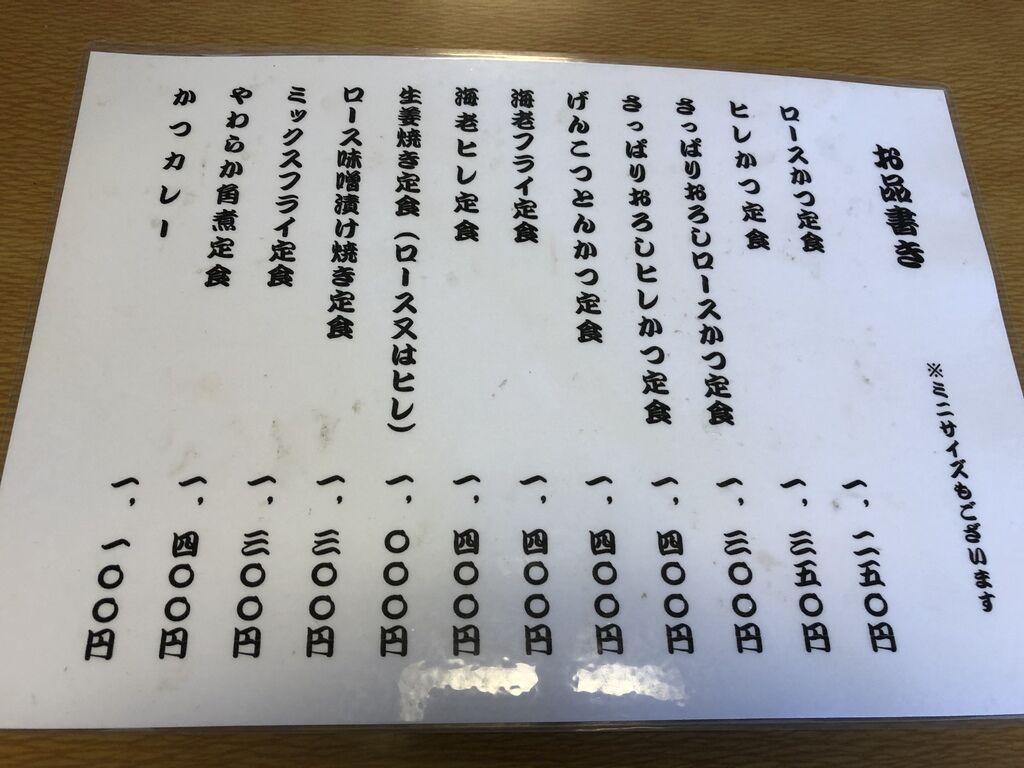 ※ミニサイズもございます
お品書き
ロースかつ定食 一,二五〇円
ヒレかつ定食 一,三五〇円
さっぱりおろしロースかつ定食 一,三〇〇円
さっぱりおろしヒレかつ定食 一,四〇〇円
げんこつとんかつ定食 一,四〇〇円
海老フライ定食 一,四〇〇円
海老ヒレ定食 一,四〇〇円
生姜焼き定食（ロース又はヒレ） 一,〇〇〇円
ロース味噌漬け焼き定食 一,三〇〇円
ミックスフライ定食 一,三〇〇円
やわらか角煮定食 一,四〇〇円
かつカレー 一,一〇〇円